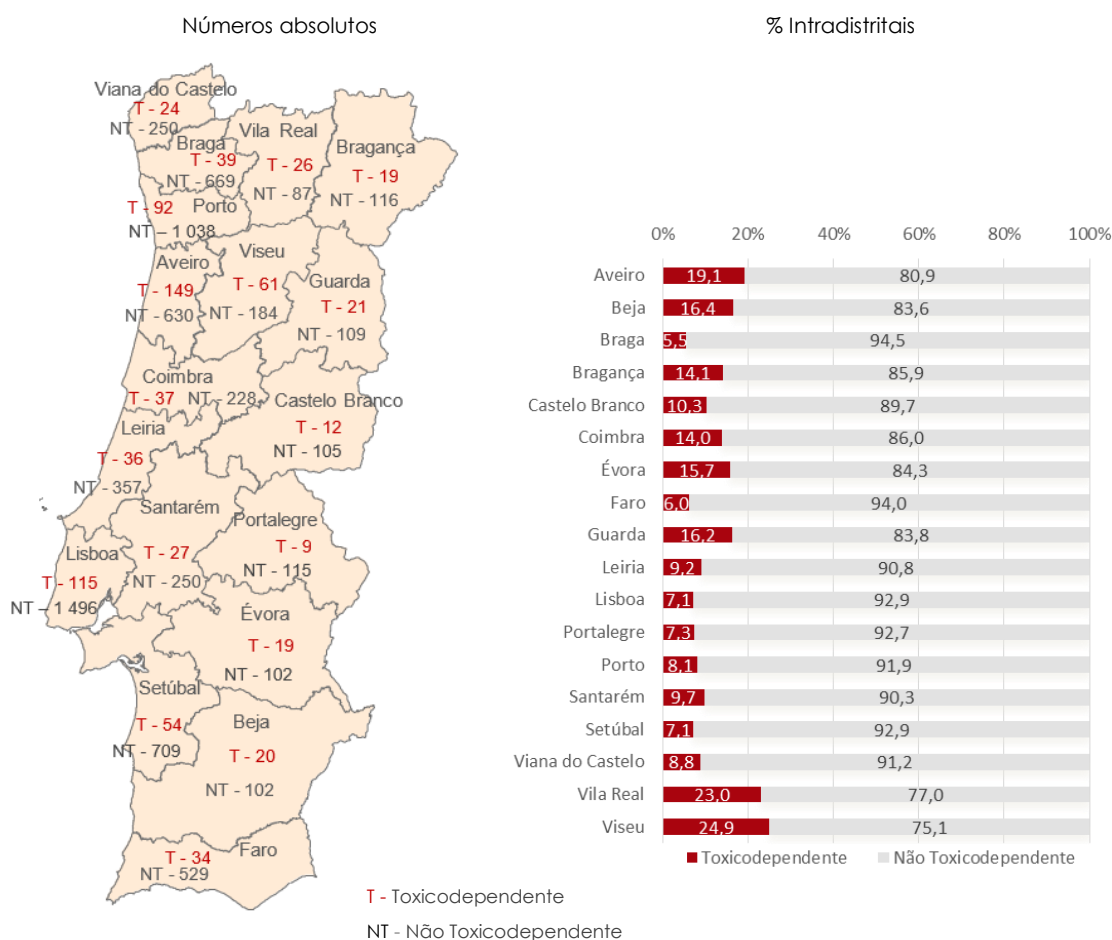 Números absolutos
Viana do Castelo
T - 24
NT - 250
Braga
T - 39
NT - 669
Vila Real
T - 26
NT - 87
Bragança
T - 19
NT - 116
T - 92
Porto
NT – 1 038
Aveiro
T - 149
NT - 630
Viseu
T - 61
NT - 184
Guarda
T - 21
NT - 109
Coimbra
T - 37
NT - 228
Castelo Branco
T - 12
NT - 105
Leiria
T - 36
NT - 357
Santarém
T - 27
NT - 250
Portalegre
T - 9
NT - 115
Lisboa
T - 115
NT – 1 496
Évora
T - 19
NT - 102
Setúbal
T - 54
NT - 709
Beja
T - 20
NT - 102
Faro
T - 34
NT - 529
T - Toxicodependente
NT - Não Toxicodependente
% Intradistritais
0% 20% 40% 60% 80% 100%
Aveiro 19,1 80,9
Beja 16,4 83,6
Braga 5,5 94,5
Bragança 14,1 85,9
Castelo Branco 10,3 89,7
Coimbra 14,0 86,0
Évora 15,7 84,3
Faro 6,0 94,0
Guarda 16,2 83,8
Leiria 9,2 90,8
Lisboa 7,1 92,9
Portalegre 7,3 92,7
Porto 8,1 91,9
Santarém 9,7 90,3
Setúbal 7,1 92,9
Viana do Castelo 8,8 91,2
Vila Real 23,0 77,0
Viseu 24,9 75,1
Toxicodependente Não Toxicodependente